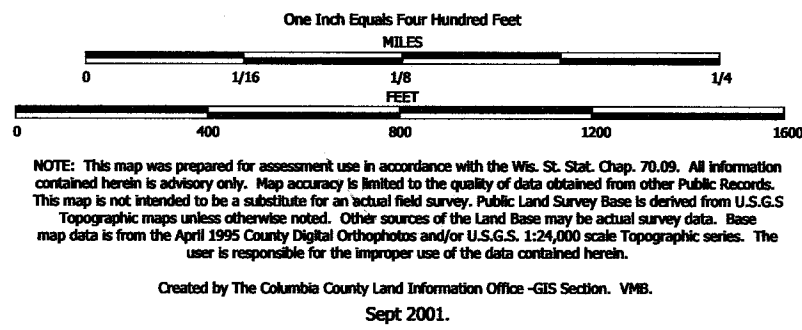 One Inch Equals Four Hundred Feet
MILES
0 1/16 1/8 1/4
FEET
0 400 800 1200 1600
NOTE: This map was prepared for assessment use in accordance with the Wis. St. Stat. Chap. 70.09. All information
contained herein is advisory only. Map accuracy is limited to the quality of data obtained from other Public Records.
This map is not intended to be a substitute for an actual field survey. Public Land Survey Base is derived from U.S.G.S
Topographic maps unless otherwise noted. Other sources of the Land Base may be actual survey data. Base
map data is from the April 1995 County Digital Orthophotos and/or U.S.G.S. 1:24,000 scale Topographic series. The
user is responsible for the improper use of the data contained herein.
Created by The Columbia County Land Information Office -GIS Section. VMB.
Sept 2001.